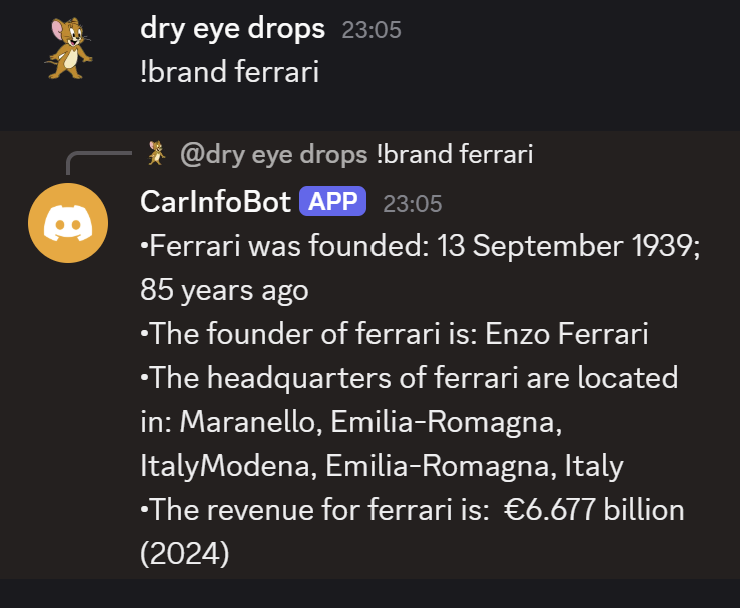 dry eye drops 23:05
!brand ferrari
@dry eye drops !brand ferrari
CarInfoBot APP 23:05
•Ferrari was founded: 13 September 1939;
85 years ago
•The founder of ferrari is: Enzo Ferrari
•The headquarters of ferrari are located
in: Maranello, Emilia-Romagna,
ItalyModena, Emilia-Romagna, Italy
•The revenue for ferrari is:  €6.677 billion
(2024)